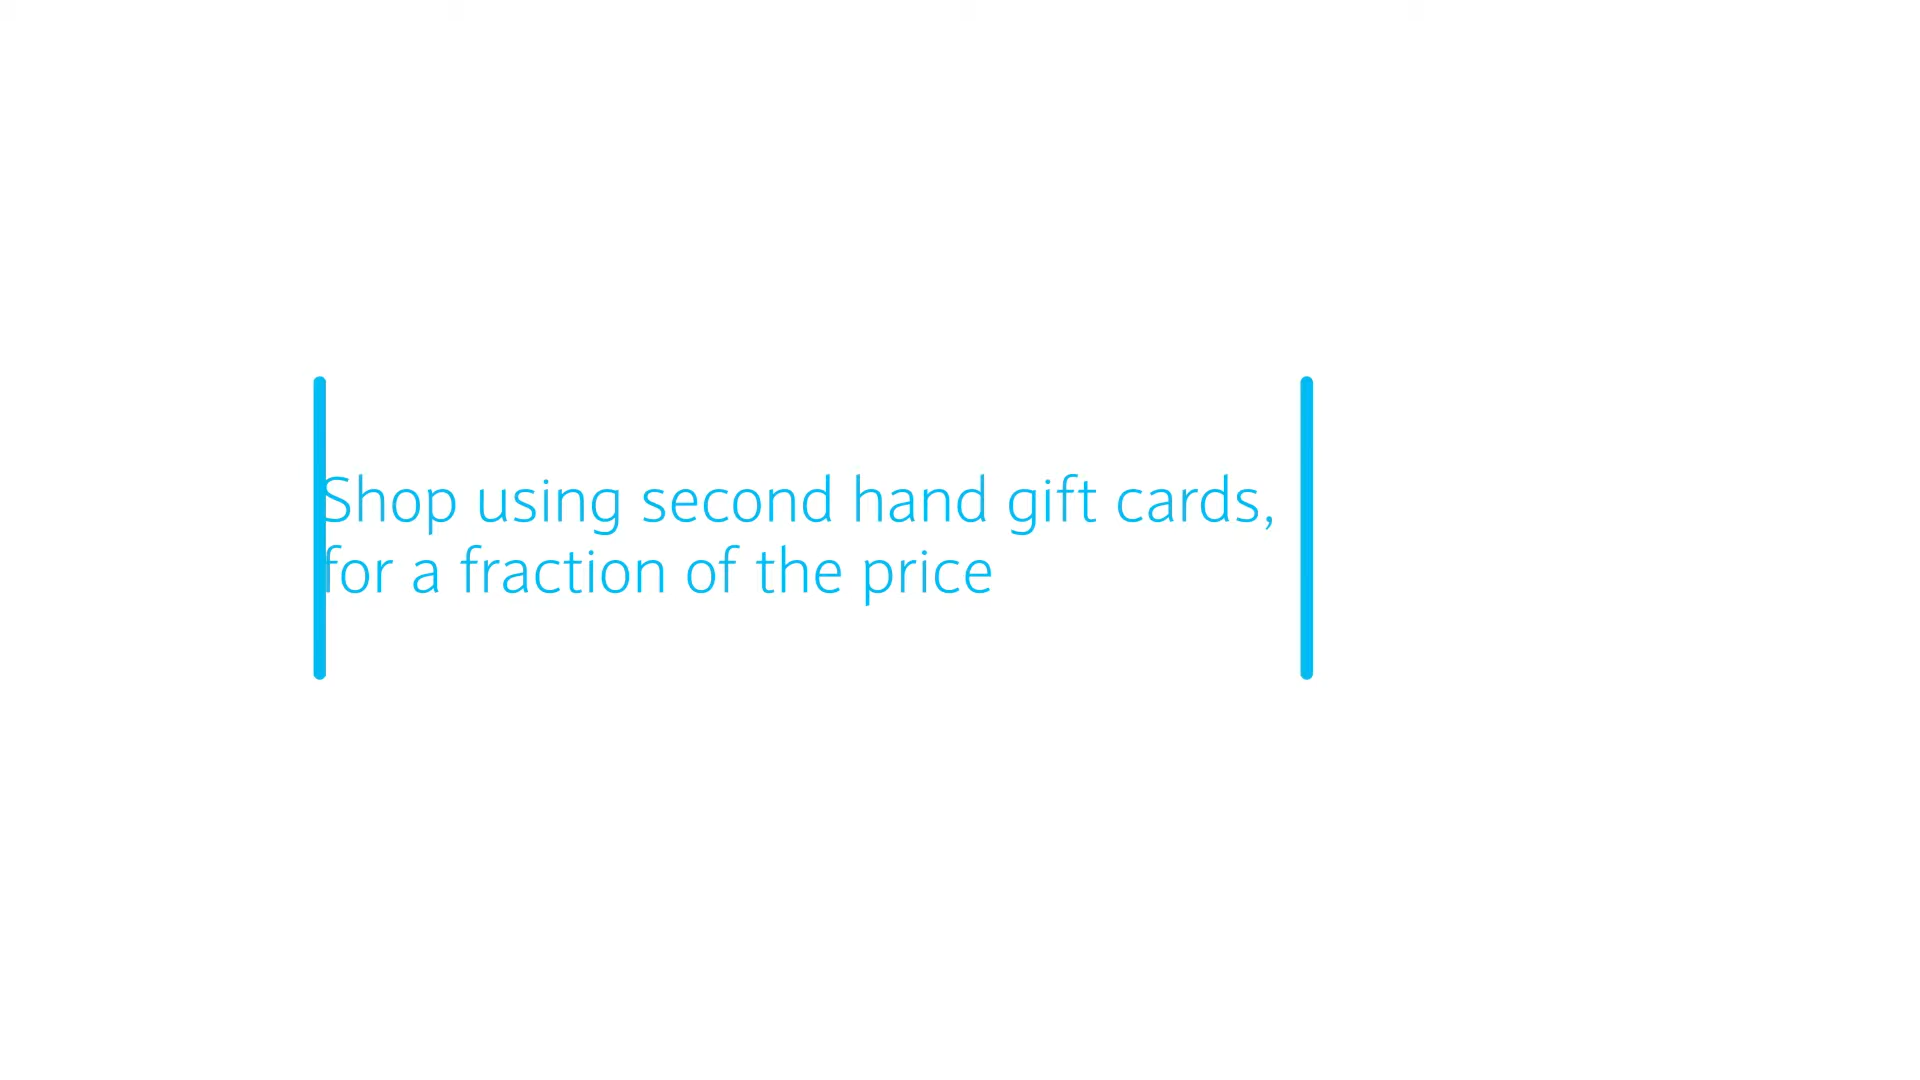 Shop using second hand gift cards,
for a fraction of the price